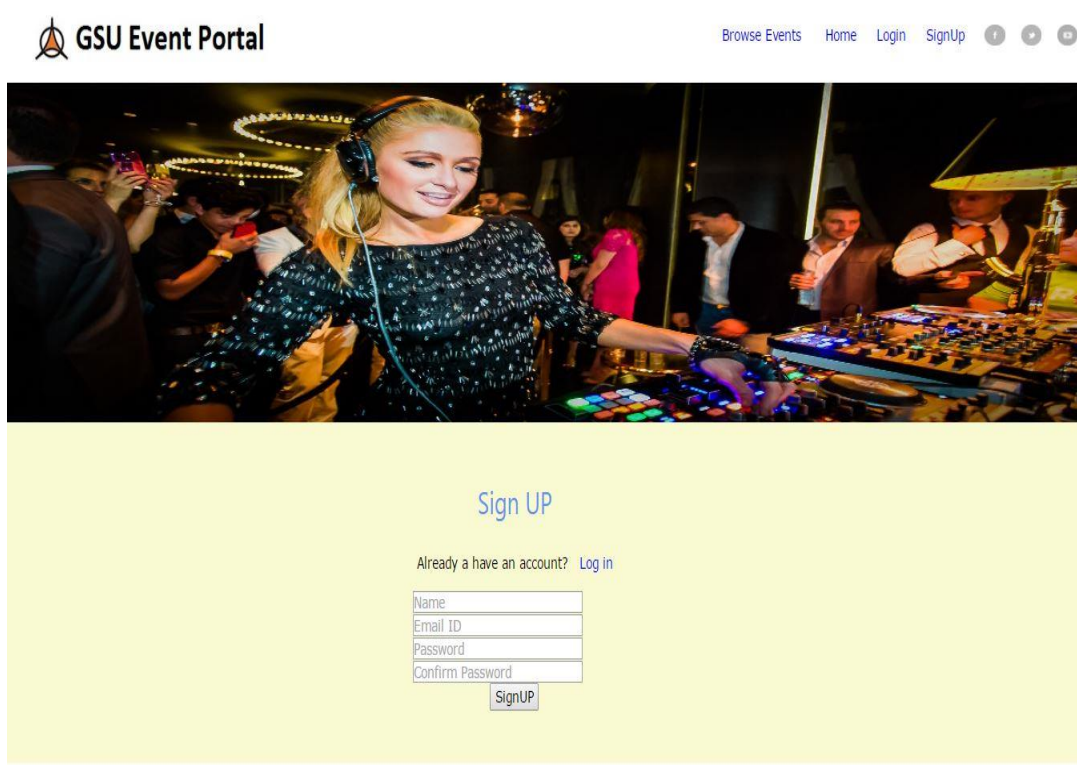 GSU Event Portal
Browse Events Home Login SignUp
Sign UP
Already a have an account? Log in
Name
Email ID
Password
Confirm Password
SignUP